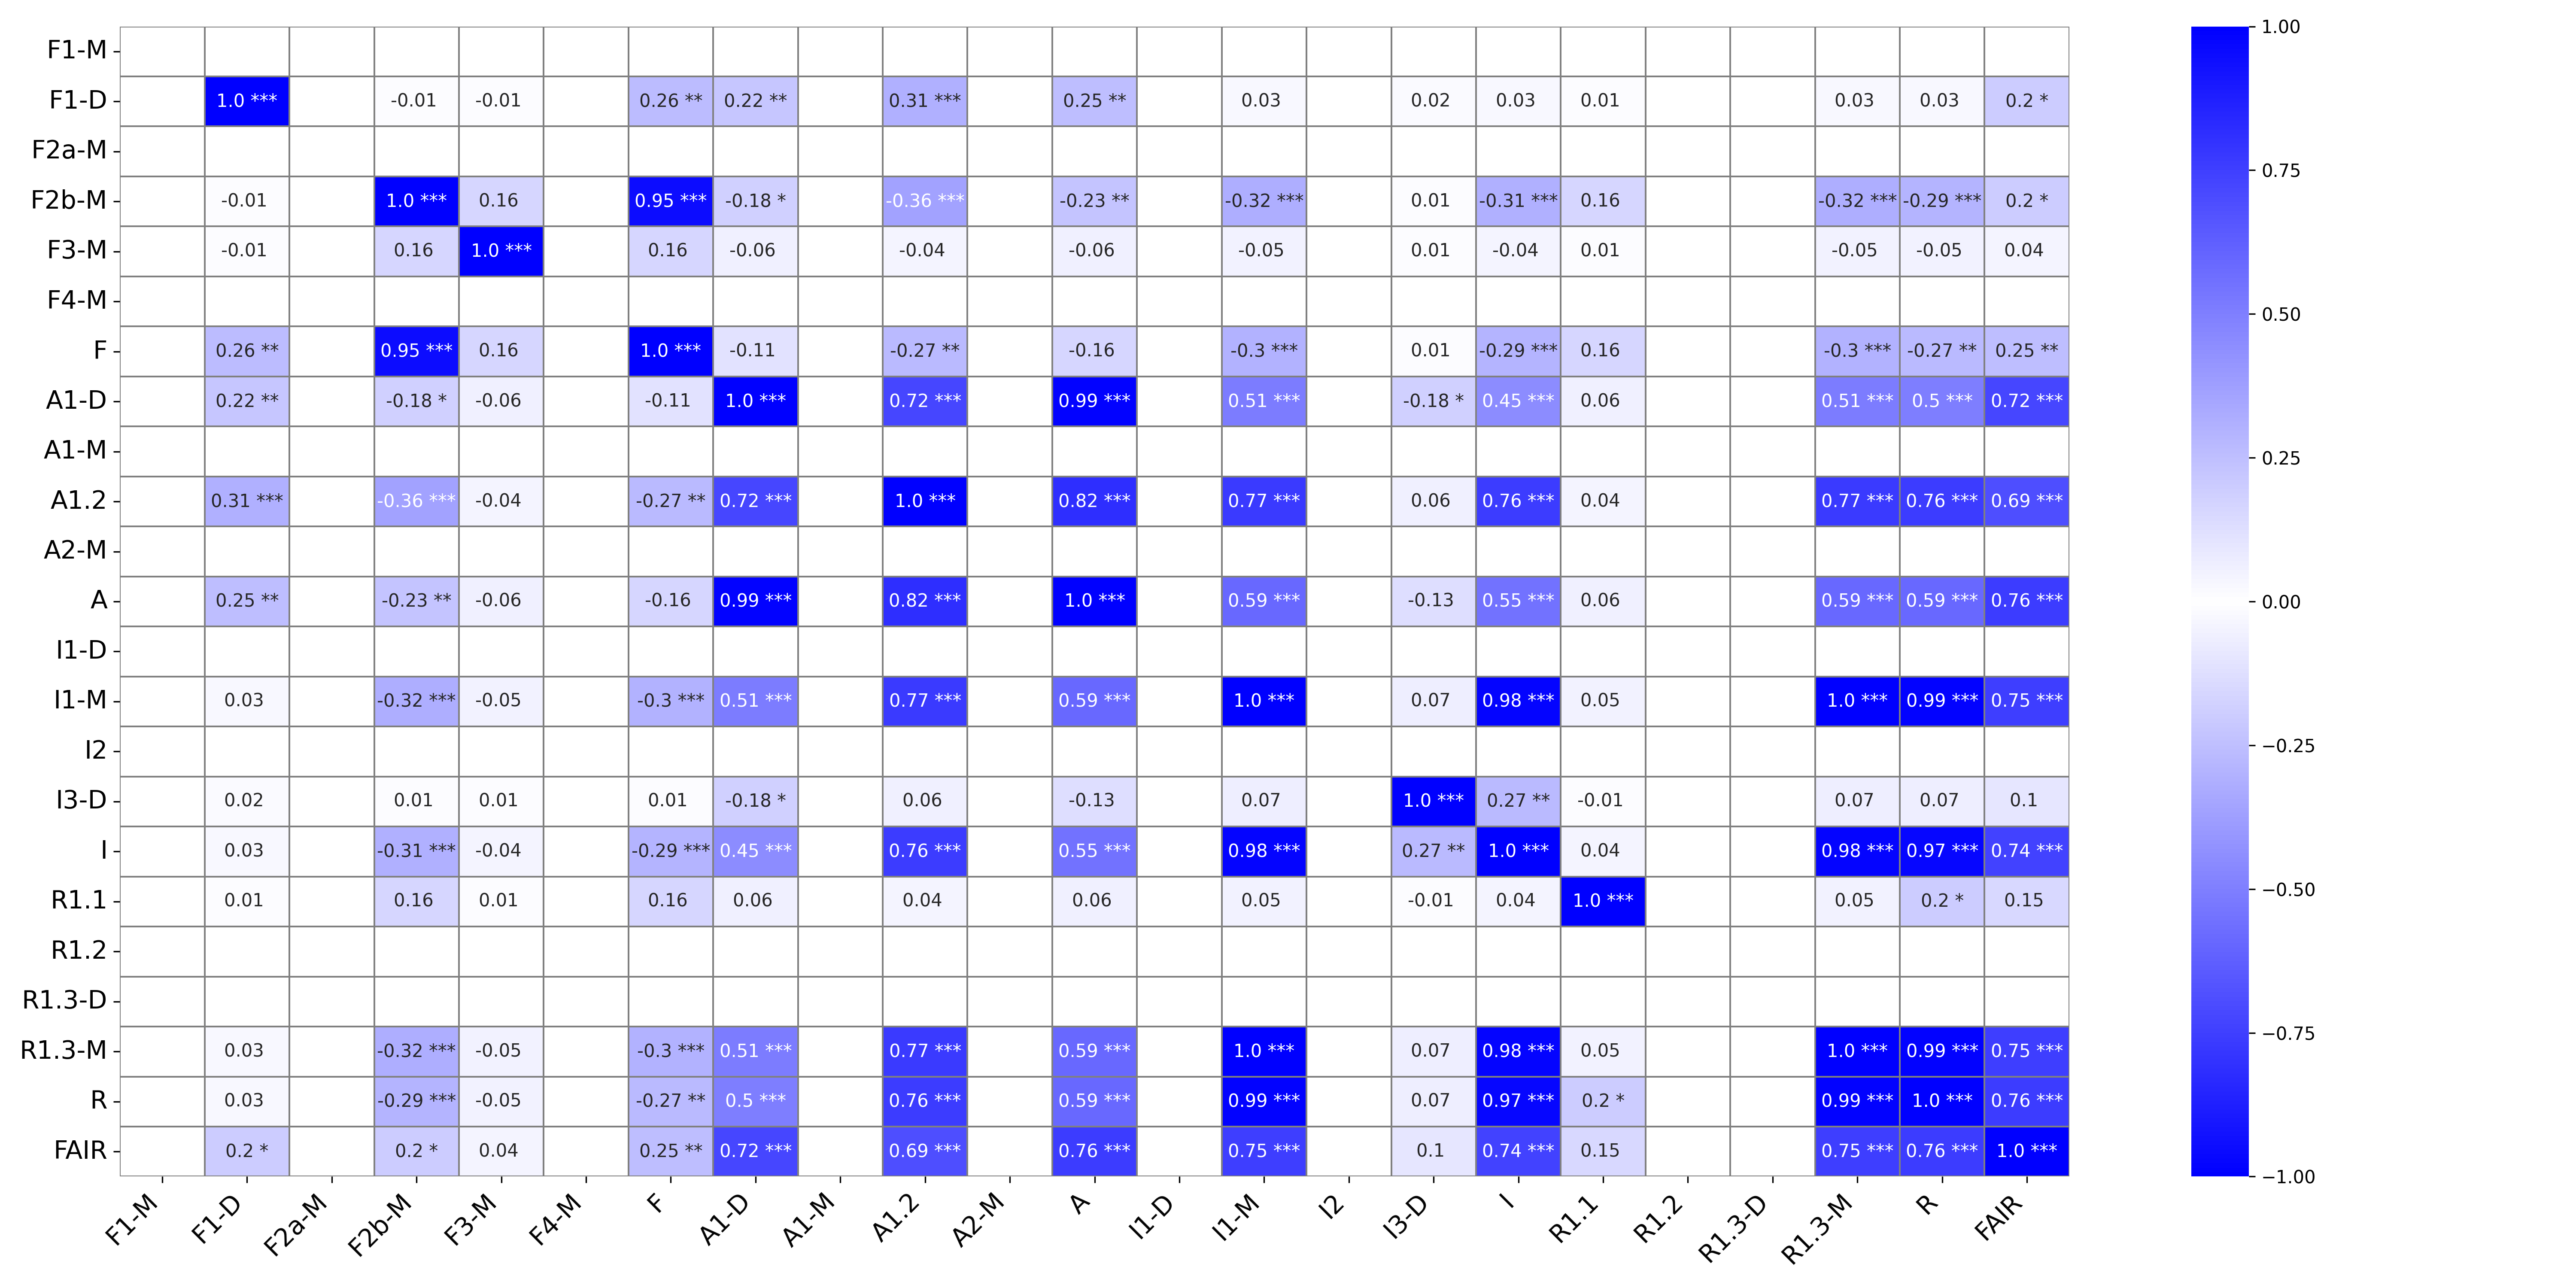 F1-M
F1-D 1.0 *** -0.01 -0.01 0.26 ** 0.22 ** 0.31 *** 0.25 ** 0.03 0.02 0.03 0.01 0.03 0.03 0.2 *
F2a-M
F2b-M -0.01 1.0 *** 0.16 0.95 *** -0.18 * -0.36 *** -0.23 ** -0.32 *** 0.01 -0.31 *** 0.16 -0.32 *** -0.29 *** 0.2 *
F3-M -0.01 0.16 1.0 *** 0.16 -0.06 -0.04 -0.06 -0.05 0.01 -0.04 0.01 -0.05 -0.05 0.04
F4-M
F 0.26 ** 0.95 *** 0.16 1.0 *** -0.11 -0.27 ** -0.16 -0.3 *** 0.01 -0.29 *** 0.16 -0.3 *** -0.27 ** 0.25 **
A1-D 0.22 ** -0.18 * -0.06 -0.11 1.0 *** 0.72 *** 0.99 *** 0.51 *** -0.18 * 0.45 *** 0.06 0.51 *** 0.5 *** 0.72 ***
A1-M
A1.2 0.31 *** -0.36 *** -0.04 -0.27 ** 0.72 *** 1.0 *** 0.82 *** 0.77 *** 0.06 0.76 *** 0.04 0.77 *** 0.76 *** 0.69 ***
A2-M
A 0.25 ** -0.23 ** -0.06 -0.16 0.99 *** 0.82 *** 1.0 *** 0.59 *** -0.13 0.55 *** 0.06 0.59 *** 0.59 *** 0.76 ***
I1-D
I1-M 0.03 -0.32 *** -0.05 -0.3 *** 0.51 *** 0.77 *** 0.59 *** 1.0 *** 0.07 0.98 *** 0.05 1.0 *** 0.99 *** 0.75 ***
I2
I3-D 0.02 0.01 0.01 0.01 -0.18 * 0.06 -0.13 0.07 1.0 *** 0.27 ** -0.01 0.07 0.07 0.1
I 0.03 -0.31 *** -0.04 -0.29 *** 0.45 *** 0.76 *** 0.55 *** 0.98 *** 0.27 ** 1.0 *** 0.04 0.98 *** 0.97 *** 0.74 ***
R1.1 0.01 0.16 0.01 0.16 0.06 0.04 0.06 0.05 -0.01 0.04 1.0 *** 0.05 0.2 * 0.15
R1.2
R1.3-D
R1.3-M 0.03 -0.32 *** -0.05 -0.3 *** 0.51 *** 0.77 *** 0.59 *** 1.0 *** 0.07 0.98 *** 0.05 1.0 *** 0.99 *** 0.75 ***
R 0.03 -0.29 *** -0.05 -0.27 ** 0.5 *** 0.76 *** 0.59 *** 0.99 *** 0.07 0.97 *** 0.2 * 0.99 *** 1.0 *** 0.76 ***
FAIR 0.2 * 0.2 * 0.04 0.25 ** 0.72 *** 0.69 *** 0.76 *** 0.75 *** 0.1 0.74 *** 0.15 0.75 *** 0.76 *** 1.0 ***
F1-M F1-D F2a-M F2b-M F3-M F4-M F A1-D A1-M A1.2 A2-M A I1-D I1-M I2 I3-D I R1.1 R1.2 R1.3-D R1.3-M R FAIR
1.00
0.75
0.50
0.25
0.00
−0.25
−0.50
−0.75
−1.00